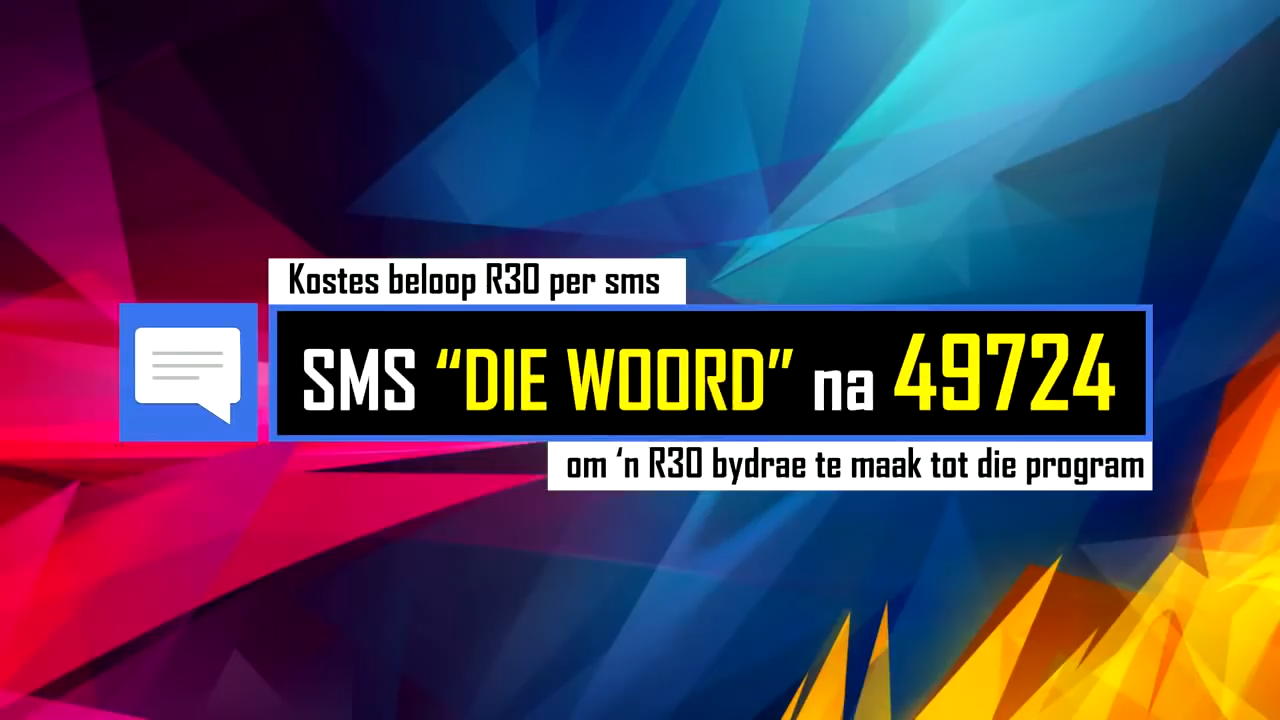 Kostes beloop R30 per sms
SMS “DIE WOORD” na 49724
om ‘n R30 bydrae te maak tot die program